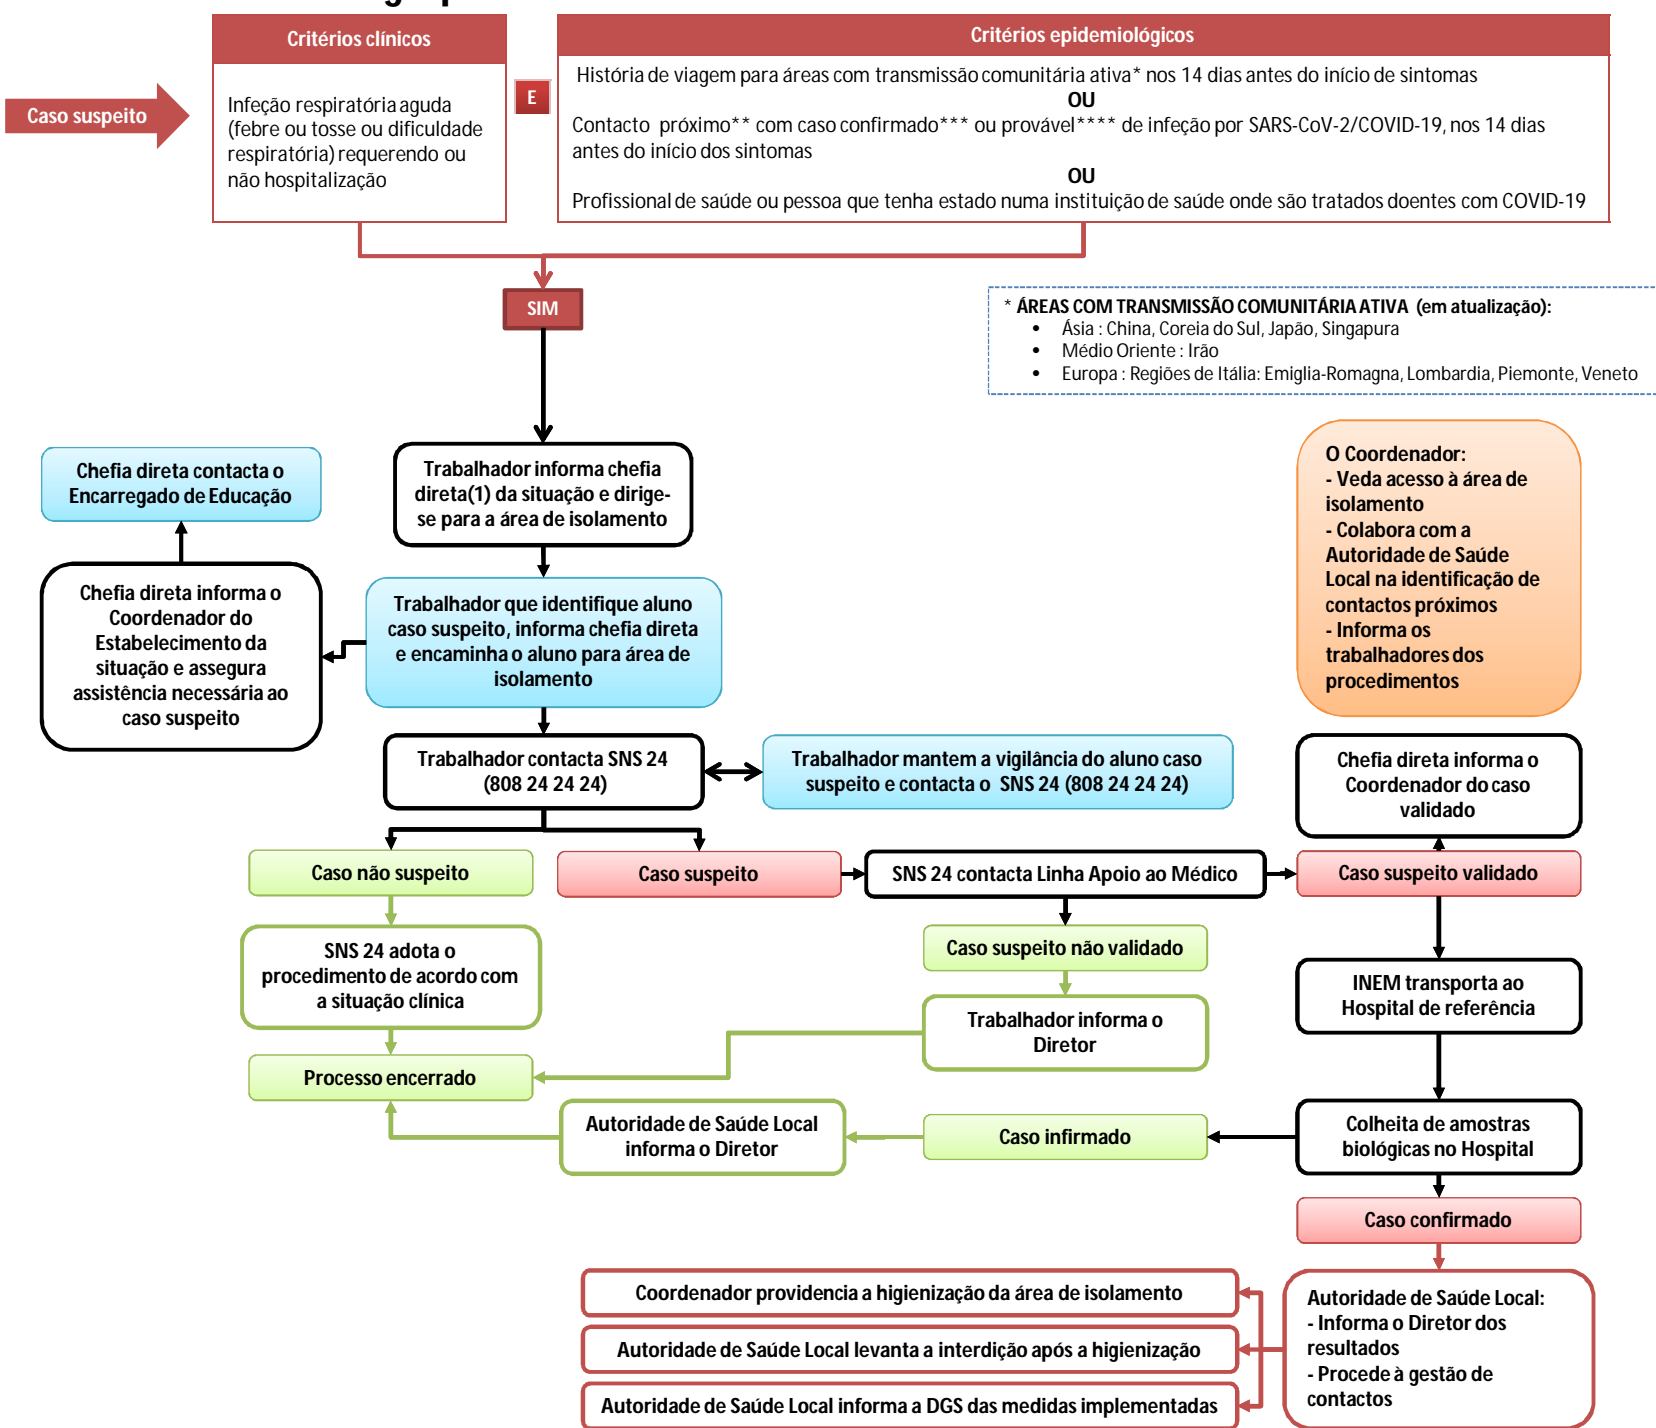 Critérios clínicos
Critérios epidemiológicos
Caso suspeito
Infeção respiratória aguda
(febre ou tosse ou dificuldade
respiratória) requerendo ou
não hospitalização
E
História de viagem para áreas com transmissão comunitária ativa* nos 14 dias antes do início de sintomas
OU
Contacto próximo** com caso confirmado*** ou provável**** de infeção por SARS-CoV-2/COVID-19, nos 14 dias
antes do início dos sintomas
OU
Profissional de saúde ou pessoa que tenha estado numa instituição de saúde onde são tratados doentes com COVID-19
SIM
* ÁREAS COM TRANSMISSÃO COMUNITÁRIA ATIVA (em atualização):
• Ásia : China, Coreia do Sul, Japão, Singapura
• Médio Oriente : Irão
• Europa : Regiões de Itália: Emiglia-Romagna, Lombardia, Piemonte, Veneto
Chefia direta contacta o
Encarregado de Educação
Trabalhador informa chefia
direta(1) da situação e dirige-
se para a área de isolamento
O Coordenador:
- Veda acesso à área de
isolamento
- Colabora com a
Autoridade de Saúde
Local na identificação de
contactos próximos
- Informa os
trabalhadores dos
procedimentos
Chefia direta informa o
Coordenador do
Estabelecimento da
situação e assegura
assistência necessária ao
caso suspeito
Trabalhador que identifique aluno
caso suspeito, informa chefia direta
e encaminha o aluno para área de
isolamento
Trabalhador contacta SNS 24
(808 24 24 24)
Trabalhador mantem a vigilância do aluno caso
suspeito e contacta o SNS 24 (808 24 24 24)
Chefia direta informa o
Coordenador do caso
validado
Caso não suspeito
Caso suspeito
SNS 24 contacta Linha Apoio ao Médico
Caso suspeito validado
SNS 24 adota o
procedimento de acordo com
a situação clínica
Caso suspeito não validado
INEM transporta ao
Hospital de referência
Trabalhador informa o
Diretor
Processo encerrado
Autoridade de Saúde Local
informa o Diretor
Caso infirmado
Colheita de amostras
biológicas no Hospital
Caso confirmado
Coordenador providencia a higienização da área de isolamento
Autoridade de Saúde Local levanta a interdição após a higienização
Autoridade de Saúde Local informa a DGS das medidas implementadas
Autoridade de Saúde Local:
- Informa o Diretor dos
resultados
- Procede à gestão de
contactos